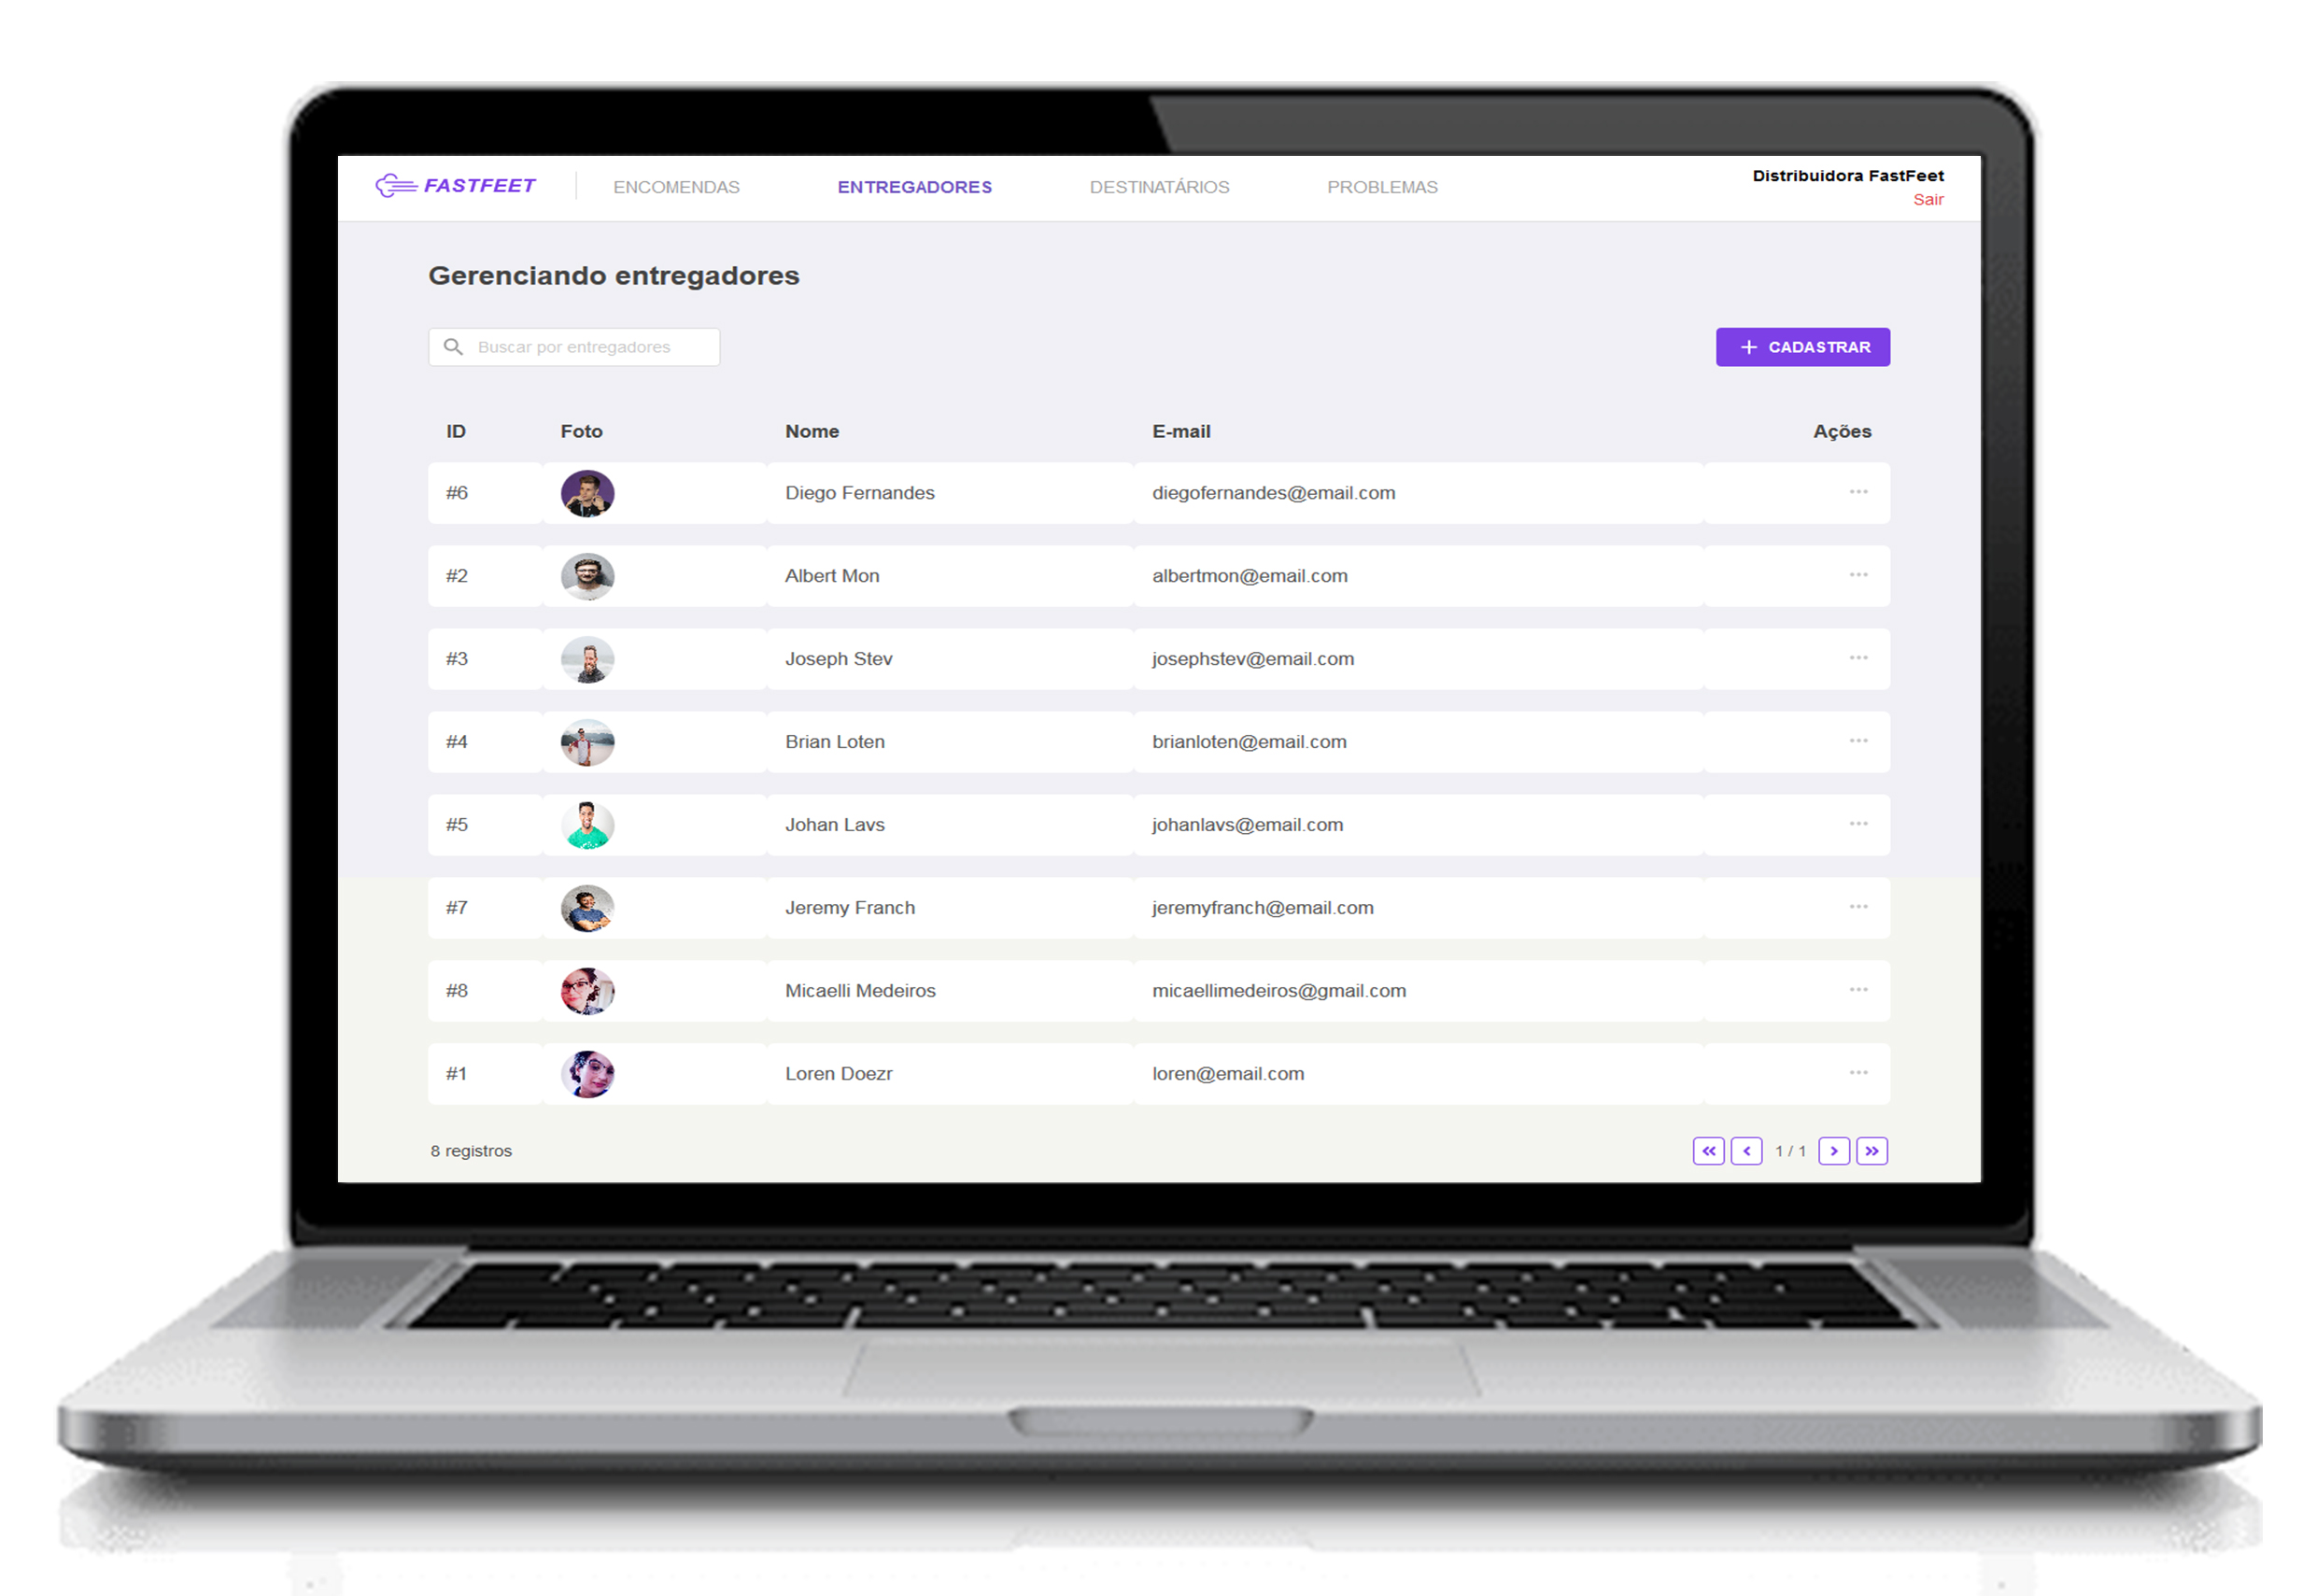 FASTFEET ENCOMENDAS ENTREGADORES DESTINATÁRIOS PROBLEMAS Distribuidora FastFeet
Sair
Gerenciando entregadores
Buscar por entregadores + CADASTRAR
ID Foto Nome E-mail Ações
#6 Diego Fernandes diegofernandes@email.com ...
#2 Albert Mon albertmon@email.com ...
#3 Joseph Stev josephstev@email.com ...
#4 Brian Loten brianloten@email.com ...
#5 Johan Lavs johanlavs@email.com ...
#7 Jeremy Franch jeremyfranch@email.com ...
#8 Micaelli Medeiros micaellimedeiros@gmail.com ...
#1 Loren Doezr loren@email.com ...
8 registros « ‹ 1 / 1 › »